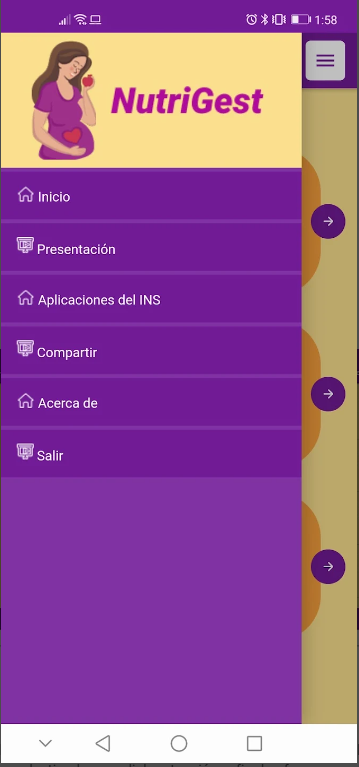 1:58
NutriGest
Inicio
Presentación
Aplicaciones del INS
Compartir
Acerca de
Salir